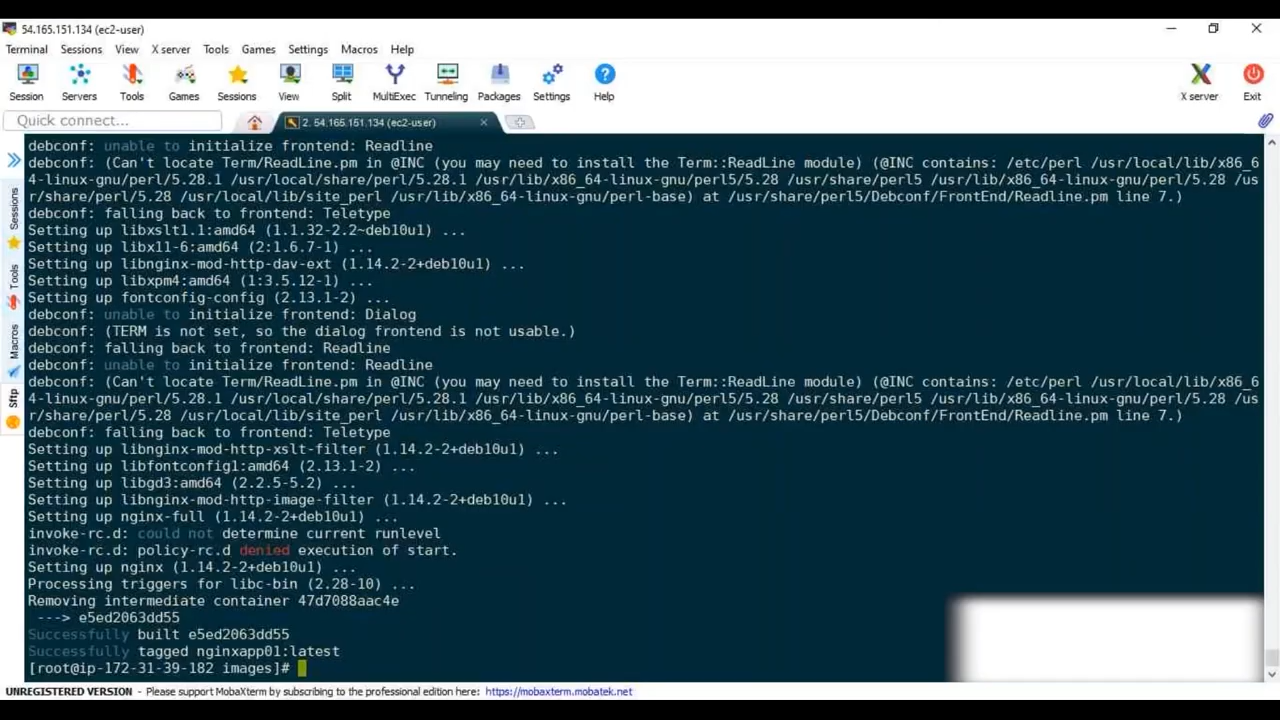 54.165.151.134 (ec2-user)
Terminal Sessions View X server Tools Games Settings Macros Help
Session Servers Tools Games Sessions View Split MultiExec Tunneling Packages Settings Help X server Exit
Quick connect... 2. 54.165.151.134 (ec2-user)
Sessions
Tools
Macros
Sftp
debconf: unable to initialize frontend: Readline
debconf: (Can't locate Term/ReadLine.pm in @INC (you may need to install the Term::ReadLine module) (@INC contains: /etc/perl /usr/local/lib/x86_6
4-linux-gnu/perl/5.28.1 /usr/local/share/perl/5.28.1 /usr/lib/x86_64-linux-gnu/perl5/5.28 /usr/share/perl5 /usr/lib/x86_64-linux-gnu/perl/5.28 /us
r/share/perl/5.28 /usr/local/lib/site_perl /usr/lib/x86_64-linux-gnu/perl-base) at /usr/share/perl5/Debconf/FrontEnd/Readline.pm line 7.)
debconf: falling back to frontend: Teletype
Setting up libxslt1.1:amd64 (1.1.32-2.2~deb10u1) ...
Setting up libx11-6:amd64 (2:1.6.7-1) ...
Setting up libnginx-mod-http-dav-ext (1.14.2-2+deb10u1) ...
Setting up libxpm4:amd64 (1:3.5.12-1) ...
Setting up fontconfig-config (2.13.1-2) ...
debconf: unable to initialize frontend: Dialog
debconf: (TERM is not set, so the dialog frontend is not usable.)
debconf: falling back to frontend: Readline
debconf: unable to initialize frontend: Readline
debconf: (Can't locate Term/ReadLine.pm in @INC (you may need to install the Term::ReadLine module) (@INC contains: /etc/perl /usr/local/lib/x86_6
4-linux-gnu/perl/5.28.1 /usr/local/share/perl/5.28.1 /usr/lib/x86_64-linux-gnu/perl5/5.28 /usr/share/perl5 /usr/lib/x86_64-linux-gnu/perl/5.28 /us
r/share/perl/5.28 /usr/local/lib/site_perl /usr/lib/x86_64-linux-gnu/perl-base) at /usr/share/perl5/Debconf/FrontEnd/Readline.pm line 7.)
debconf: falling back to frontend: Teletype
Setting up libnginx-mod-http-xslt-filter (1.14.2-2+deb10u1) ...
Setting up libfontconfig1:amd64 (2.13.1-2) ...
Setting up libgd3:amd64 (2.2.5-5.2) ...
Setting up libnginx-mod-http-image-filter (1.14.2-2+deb10u1) ...
Setting up nginx-full (1.14.2-2+deb10u1) ...
invoke-rc.d: could not determine current runlevel
invoke-rc.d: policy-rc.d denied execution of start.
Setting up nginx (1.14.2-2+deb10u1) ...
Processing triggers for libc-bin (2.28-10) ...
Removing intermediate container 47d7088aac4e
---> e5ed2063dd55
Successfully built e5ed2063dd55
Successfully tagged nginxapp01:latest
[root@ip-172-31-39-182 images]#
UNREGISTERED VERSION - Please support MobaXterm by subscribing to the professional edition here: https://mobaxterm.mobatek.net